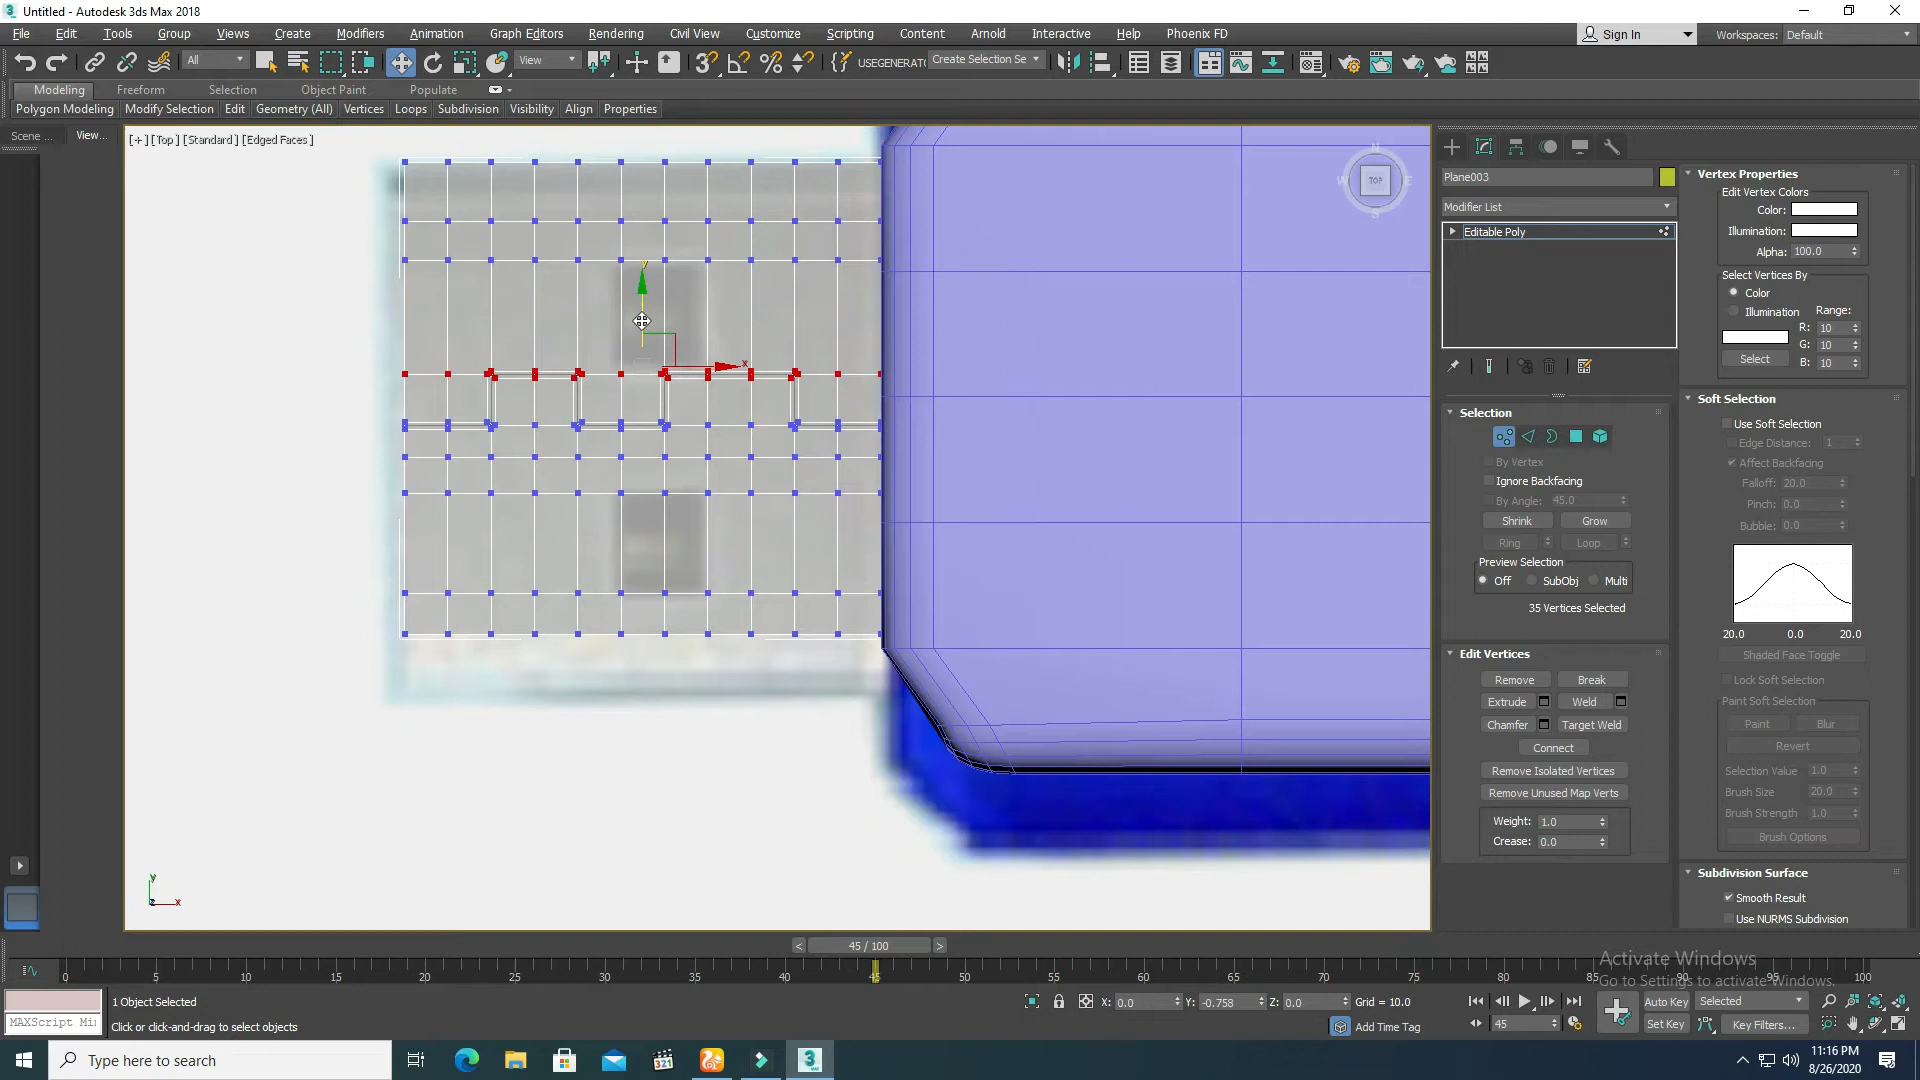 Untitled - Autodesk 3ds Max 2018
File Edit Tools Group Views Create Modifiers Animation Graph Editors Rendering Civil View Customize Scripting Content Arnold Interactive Help Phoenix FD Sign In Workspaces: Default
All View USEGENERATO Create Selection Se
Modeling Freeform Selection Object Paint Populate
Polygon Modeling Modify Selection Edit Geometry (All) Vertices Loops Subdivision Visibility Align Properties
Scene ... View...
[+] [Top] [Standard] [Edged Faces]
N
W TOP E
S
y
x
y
z x
Plane003
Modifier List
Editable Poly
Selection
By Vertex
Ignore Backfacing
By Angle: 45.0
Shrink Grow
Ring Loop
Preview Selection
Off SubObj Multi
35 Vertices Selected
Edit Vertices
Remove Break
Extrude Weld
Chamfer Target Weld
Connect
Remove Isolated Vertices
Remove Unused Map Verts
Weight: 1.0
Crease: 0.0
Vertex Properties
Edit Vertex Colors
Color:
Illumination:
Alpha: 100.0
Select Vertices By
Color
Illumination Range:
R: 10
G: 10
Select B: 10
Soft Selection
Use Soft Selection
Edge Distance: 1
Affect Backfacing
Falloff: 20.0
Pinch: 0.0
Bubble: 0.0
20.0 0.0 20.0
Shaded Face Toggle
Lock Soft Selection
Paint Soft Selection
Paint Blur
Revert
Selection Value 1.0
Brush Size 20.0
Brush Strength 1.0
Brush Options
Subdivision Surface
Smooth Result
Use NURMS Subdivision
< 45 / 100 >
0 5 10 15 20 25 30 35 40 45 50 55 60 65 70 75 80 85 90 95 100
Activate Windows
Go to Settings to activate Windows.
1 Object Selected
MAXScript Mi
Click or click-and-drag to select objects
X: 0.0 Y: -0.758 Z: 0.0 Grid = 10.0
Add Time Tag
45
Auto Key Selected
Set Key Key Filters...
Type here to search
321
3
11:16 PM
8/26/2020